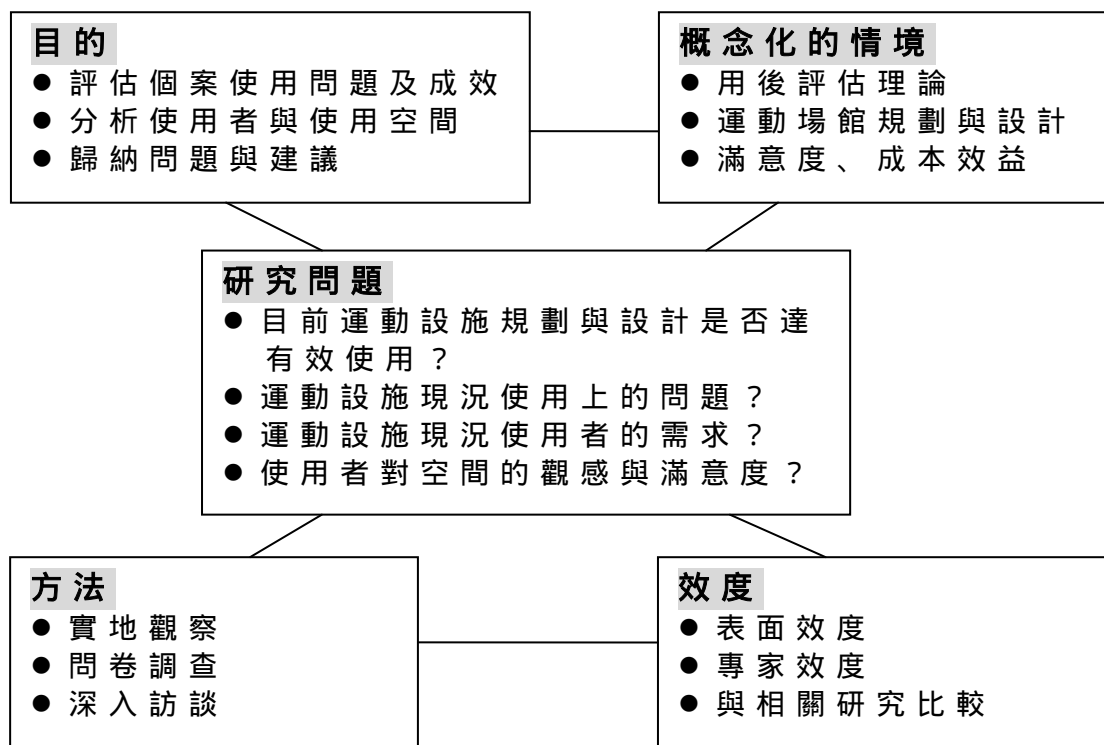 目的
● 評估個案使用問題及成效
● 分析使用者與使用空間
● 歸納問題與建議
概念化的情境
● 用後評估理論
● 運動場館規劃與設計
● 滿意度、成本效益
研究問題
● 目前運動設施規劃與設計是否達
有效使用？
● 運動設施現況使用上的問題？
● 運動設施現況使用者的需求？
● 使用者對空間的觀感與滿意度？
方法
● 實地觀察
● 問卷調查
● 深入訪談
效度
● 表面效度
● 專家效度
● 與相關研究比較